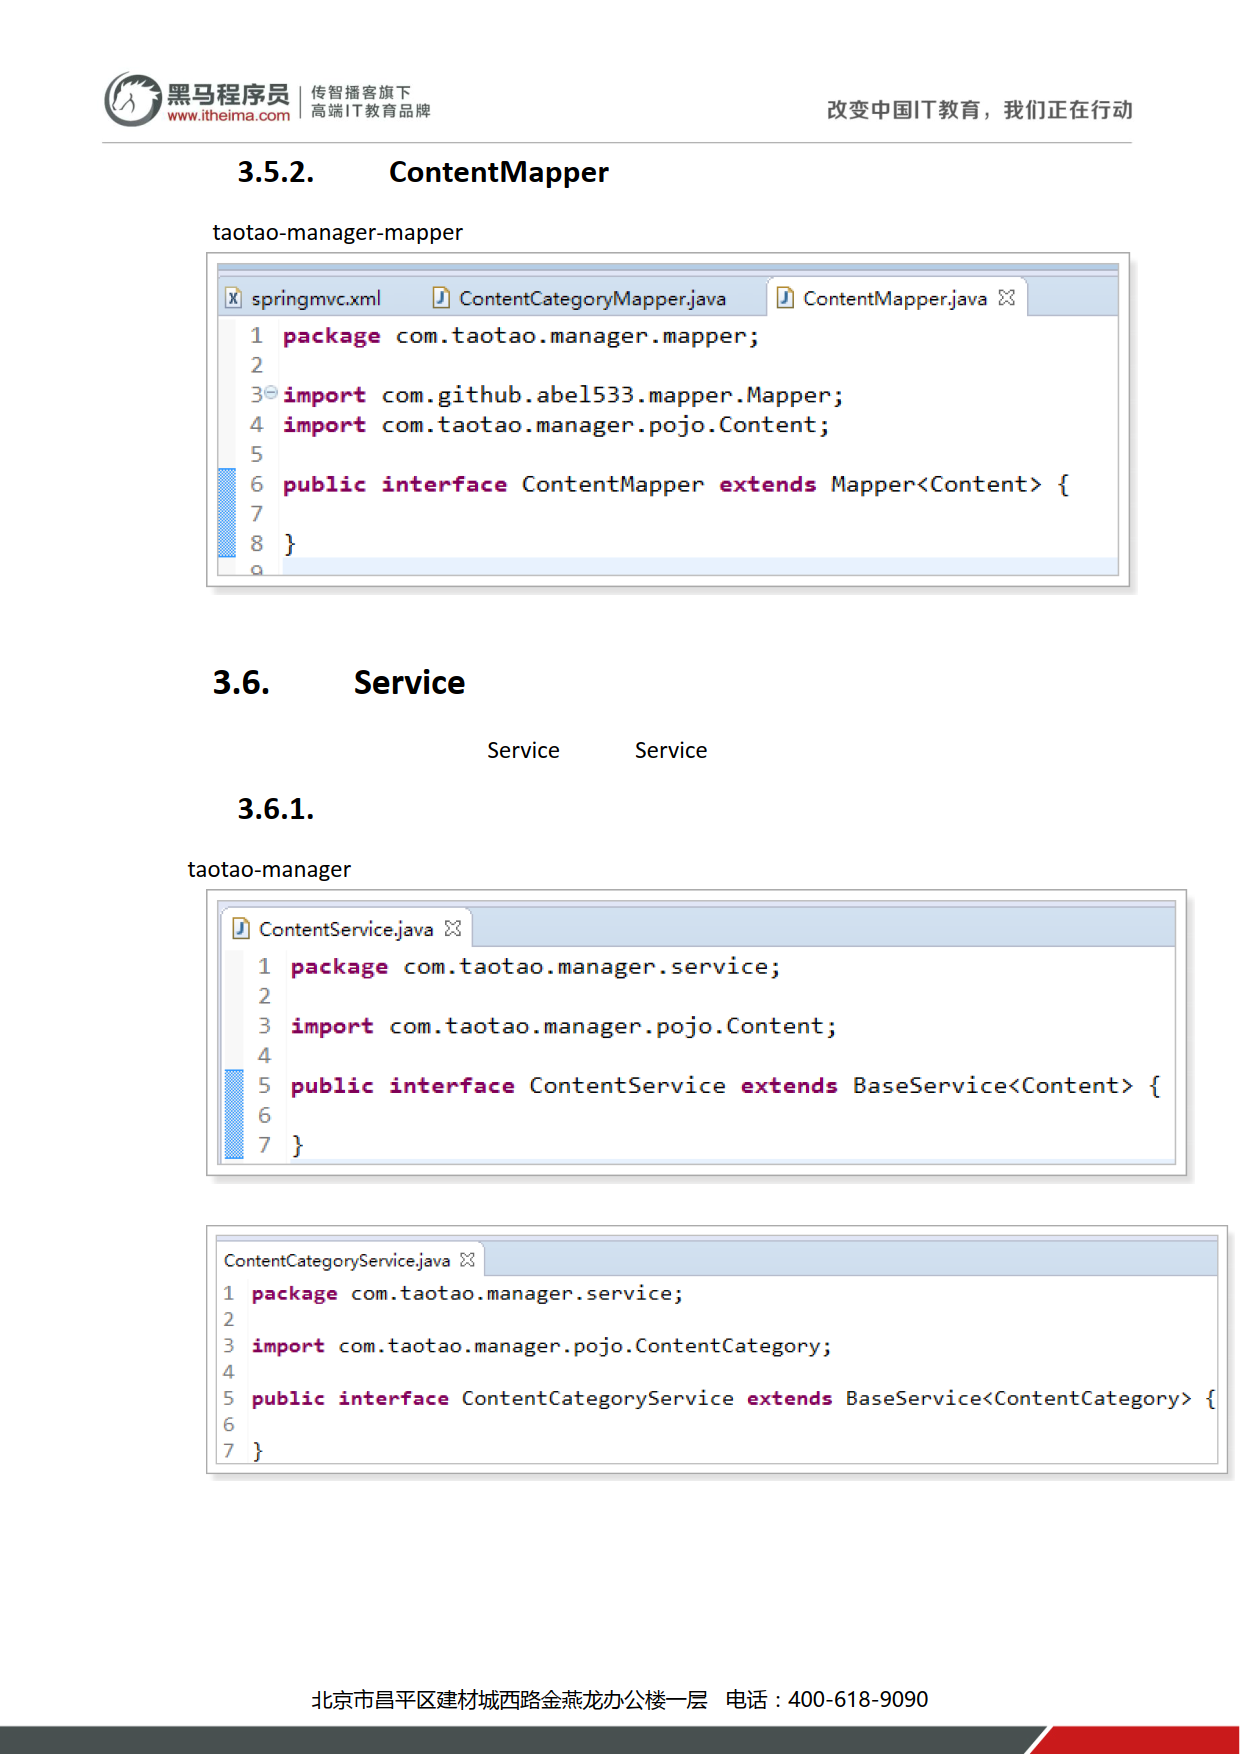 黑马程序员
www.itheima.com
传智播客旗下
高端IT教育品牌
改变中国IT教育，我们正在行动
3.5.2. ContentMapper
taotao-manager-mapper
springmvc.xml ContentCategoryMapper.java ContentMapper.java
1 package com.taotao.manager.mapper;
2
3 import com.github.abel533.mapper.Mapper;
4 import com.taotao.manager.pojo.Content;
5
6 public interface ContentMapper extends Mapper<Content> {
7
8 }
9
3.6. Service
Service Service
3.6.1.
taotao-manager
ContentService.java
1 package com.taotao.manager.service;
2
3 import com.taotao.manager.pojo.Content;
4
5 public interface ContentService extends BaseService<Content> {
6
7 }
ContentCategoryService.java
1 package com.taotao.manager.service;
2
3 import com.taotao.manager.pojo.ContentCategory;
4
5 public interface ContentCategoryService extends BaseService<ContentCategory> {
6
7 }
北京市昌平区建材城西路金燕龙办公楼一层 电话：400-618-9090